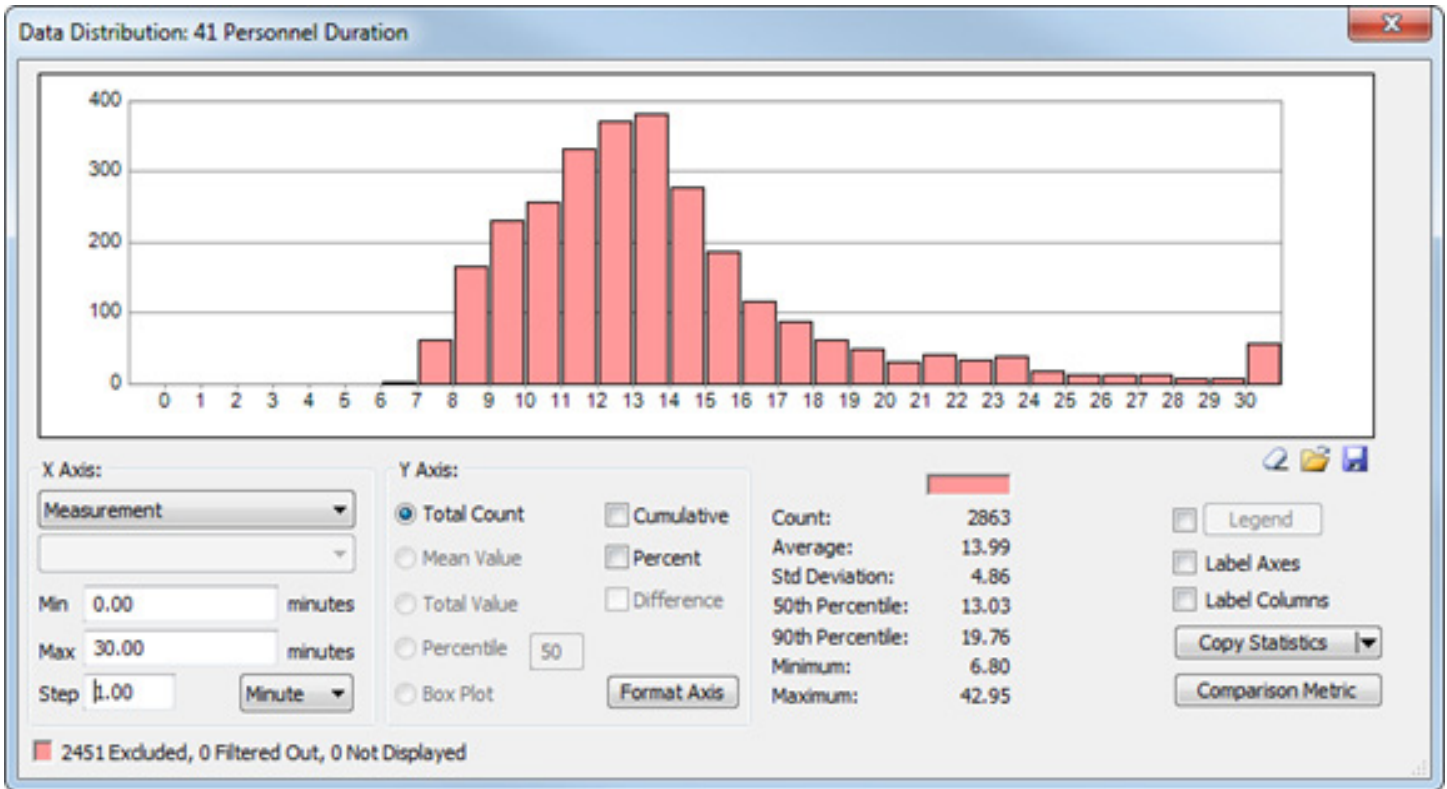 Data Distribution: 41 Personnel Duration
400
300
200
100
0
0 1 2 3 4 5 6 7 8 9 10 11 12 13 14 15 16 17 18 19 20 21 22 23 24 25 26 27 28 29 30
X Axis:
Measurement
Min 0.00 minutes
Max 30.00 minutes
Step 1.00 Minute
Y Axis:
Total Count Cumulative
Mean Value Percent
Total Value Difference
Percentile 50
Box Plot Format Axis
Count: 2863
Average: 13.99
Std Deviation: 4.86
50th Percentile: 13.03
90th Percentile: 19.76
Minimum: 6.80
Maximum: 42.95
Legend
Label Axes
Label Columns
Copy Statistics
Comparison Metric
2451 Excluded, 0 Filtered Out, 0 Not Displayed